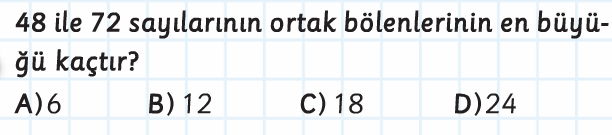 48 ile 72 sayılarının ortak bölenlerinin en büyü-
ğü kaçtır?
A) 6 B) 12 C) 18 D) 24